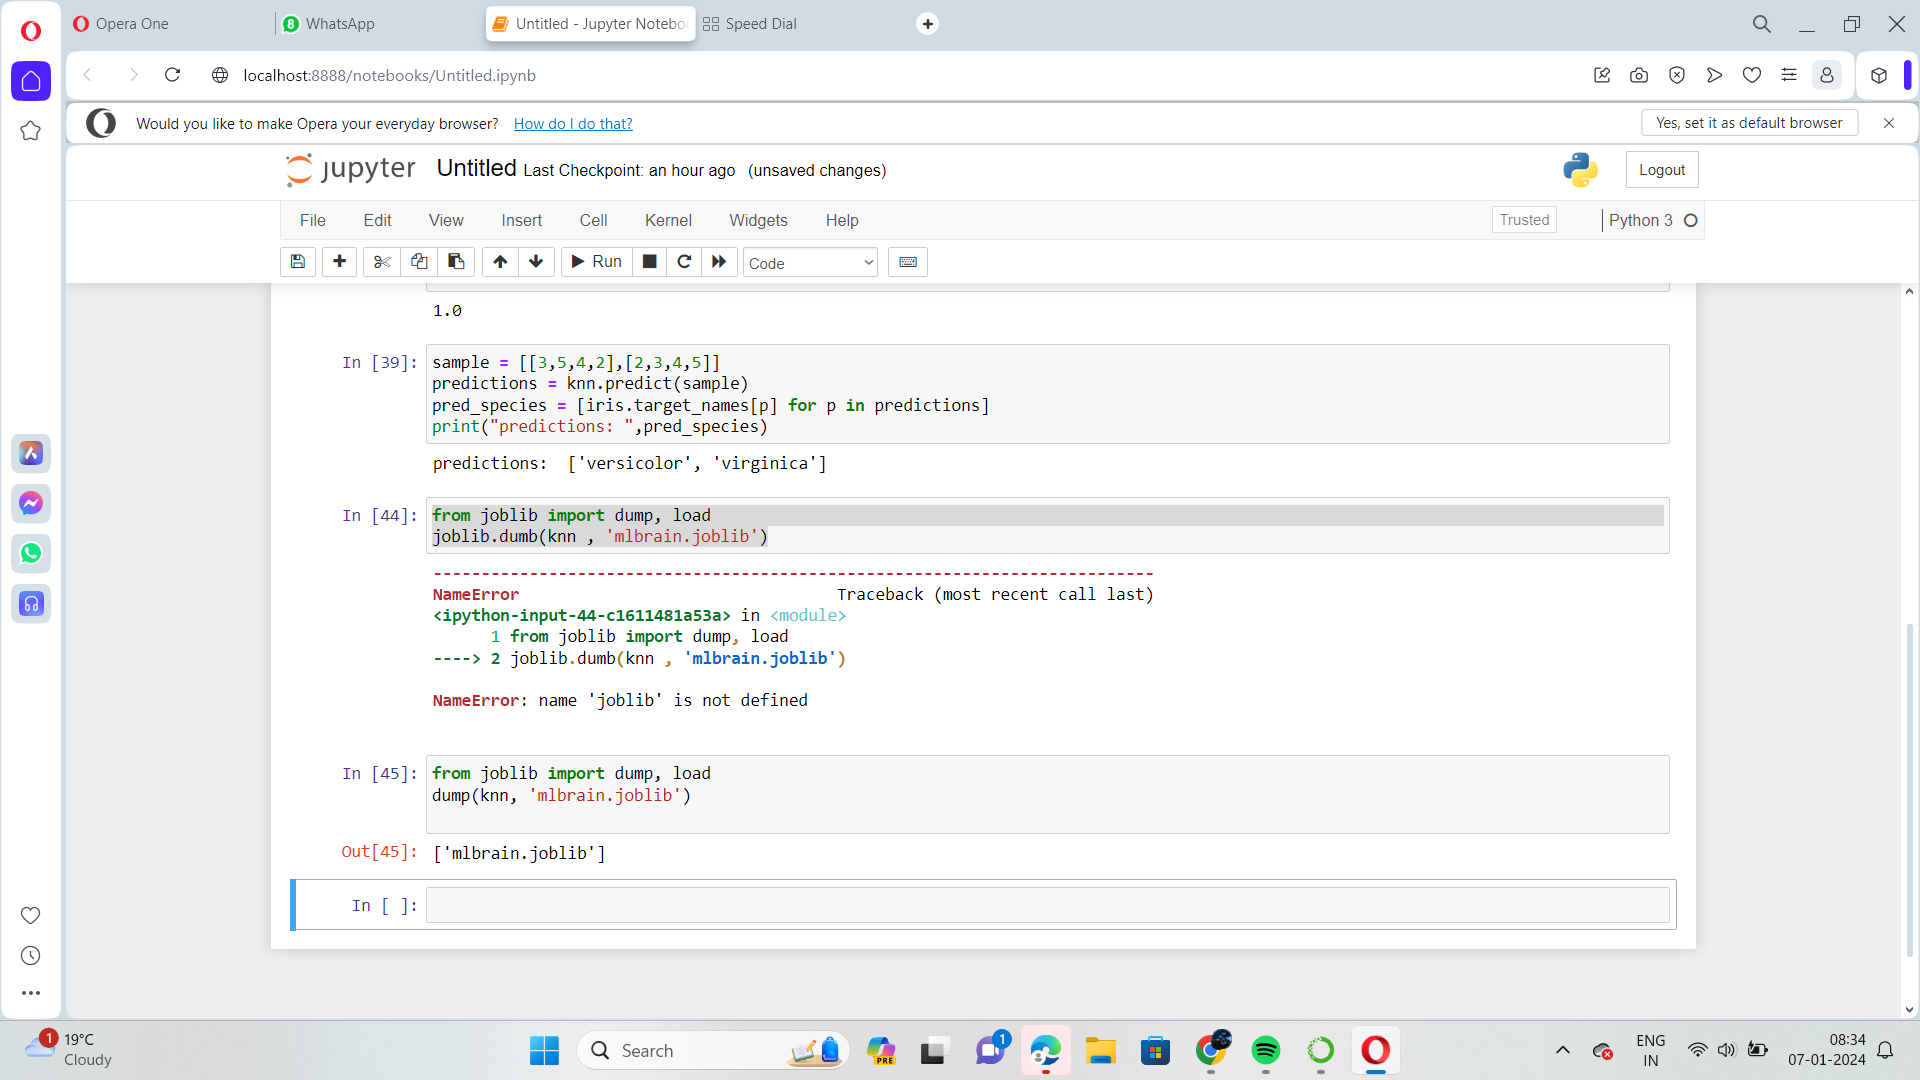 Opera One
8 WhatsApp
Untitled - Jupyter Notebo
Speed Dial
localhost:8888/notebooks/Untitled.ipynb
Would you like to make Opera your everyday browser? How do I do that?
Yes, set it as default browser
jupyter Untitled Last Checkpoint: an hour ago (unsaved changes)
Logout
File Edit View Insert Cell Kernel Widgets Help
Trusted
Python 3
Run
Code
1.0
In [39]: sample = [[3,5,4,2],[2,3,4,5]]
predictions = knn.predict(sample)
pred_species = [iris.target_names[p] for p in predictions]
print("predictions: ",pred_species)
predictions:  ['versicolor', 'virginica']
In [44]: from joblib import dump, load
joblib.dumb(knn , 'mlbrain.joblib')
---------------------------------------------------------------------------
NameError                                 Traceback (most recent call last)
<ipython-input-44-c1611481a53a> in <module>
      1 from joblib import dump, load
----> 2 joblib.dumb(knn , 'mlbrain.joblib')
NameError: name 'joblib' is not defined
In [45]: from joblib import dump, load
dump(knn, 'mlbrain.joblib')
Out[45]: ['mlbrain.joblib']
In [ ]:
1
19°C
Cloudy
Search
PRE
1
ENG
IN
08:34
07-01-2024